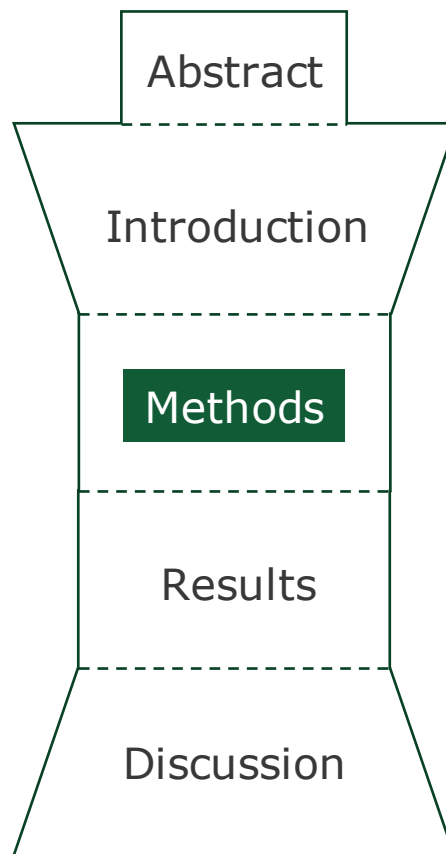 Abstract
Introduction
Methods
Results
Discussion